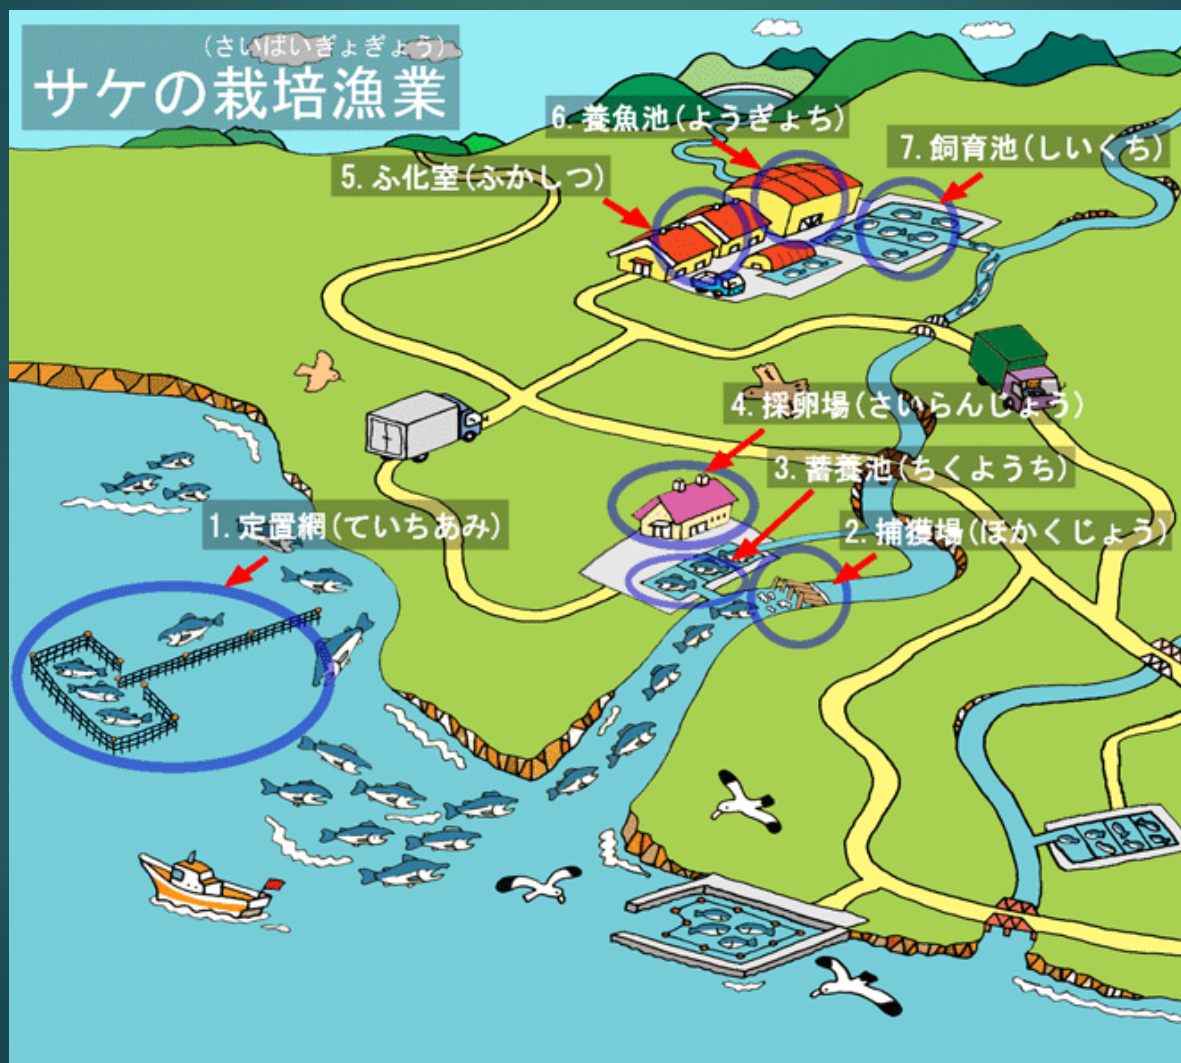 （さいばいぎょぎょう）
サケの栽培漁業
6. 養魚池(ようぎょち)
7. 飼育池(しいくち)
5. ふ化室(ふかしつ)
4. 採卵場(さいらんじょう)
3. 蓄養池(ちくようち)
1. 定置網(ていちあみ)
2. 捕獲場(ほかくじょう)